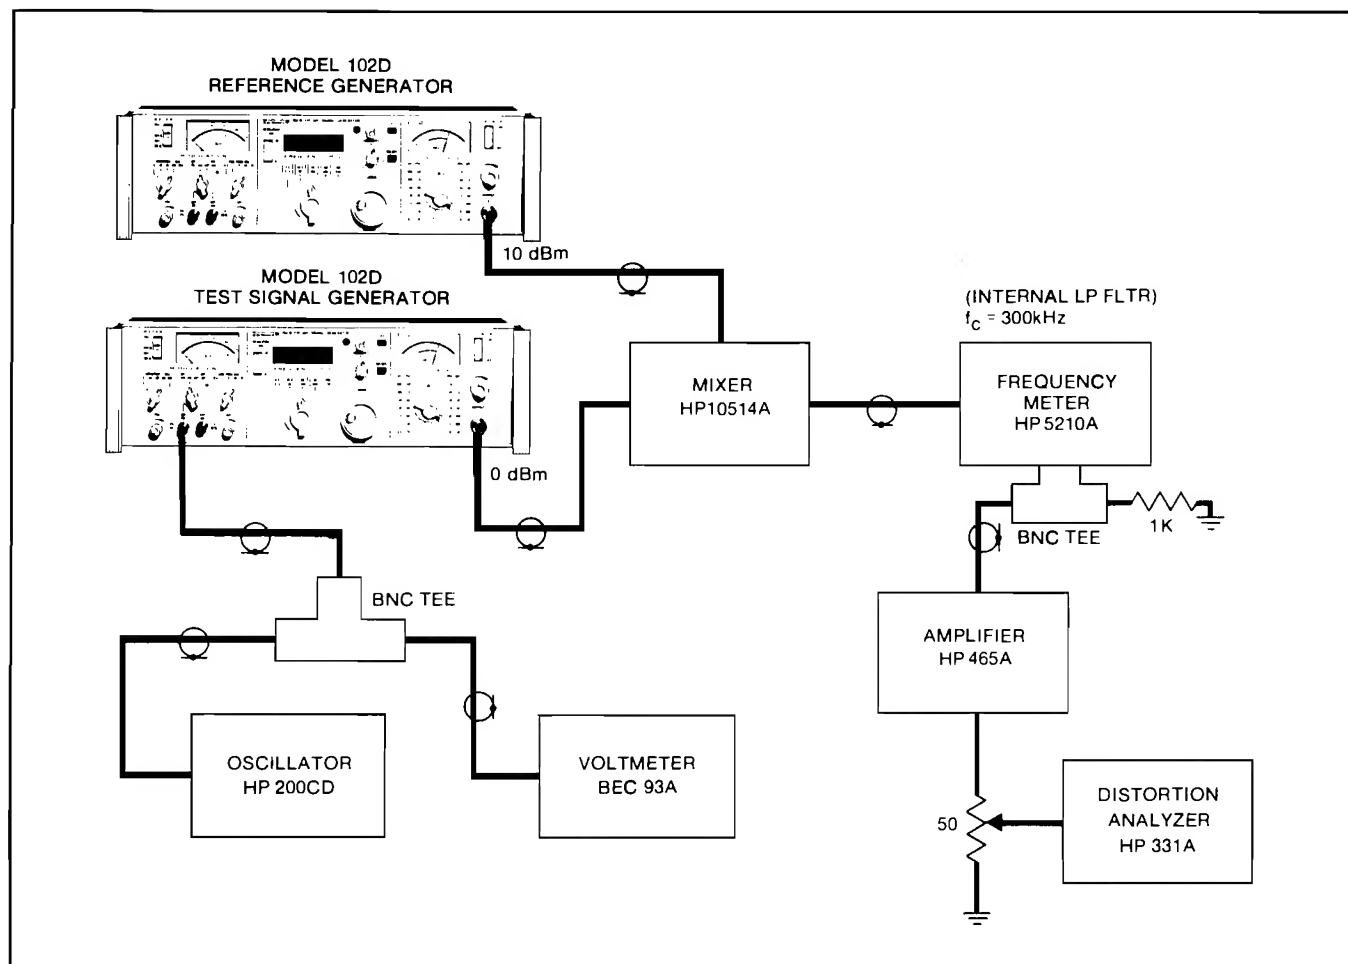 MODEL 102D
REFERENCE GENERATOR
10 dBm
MODEL 102D
TEST SIGNAL GENERATOR
0 dBm
(INTERNAL LP FLTR)
fC = 300kHz
MIXER
HP10514A
FREQUENCY
METER
HP 5210A
BNC TEE
1K
BNC TEE
AMPLIFIER
HP 465A
OSCILLATOR
HP 200CD
VOLTMETER
BEC 93A
50
DISTORTION
ANALYZER
HP 331A